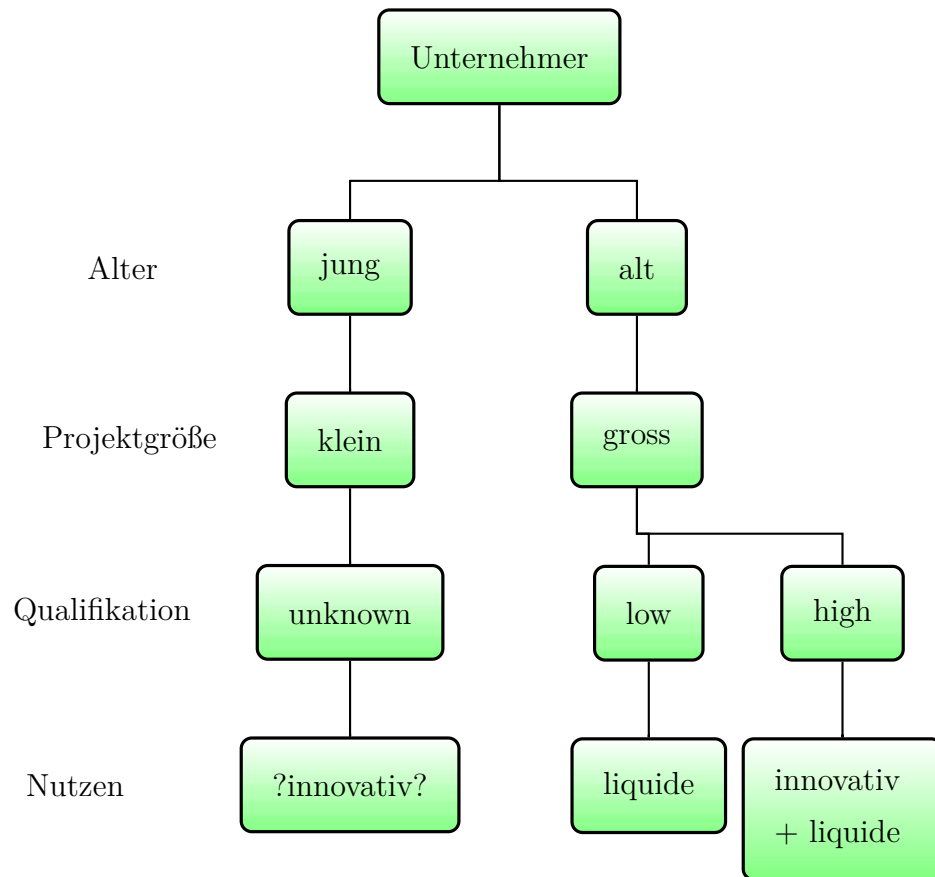 Unternehmer
Alter
jung
alt
Projektgröße
klein
gross
Qualifikation
unknown
low
high
Nutzen
?innovativ?
liquide
innovativ
+ liquide